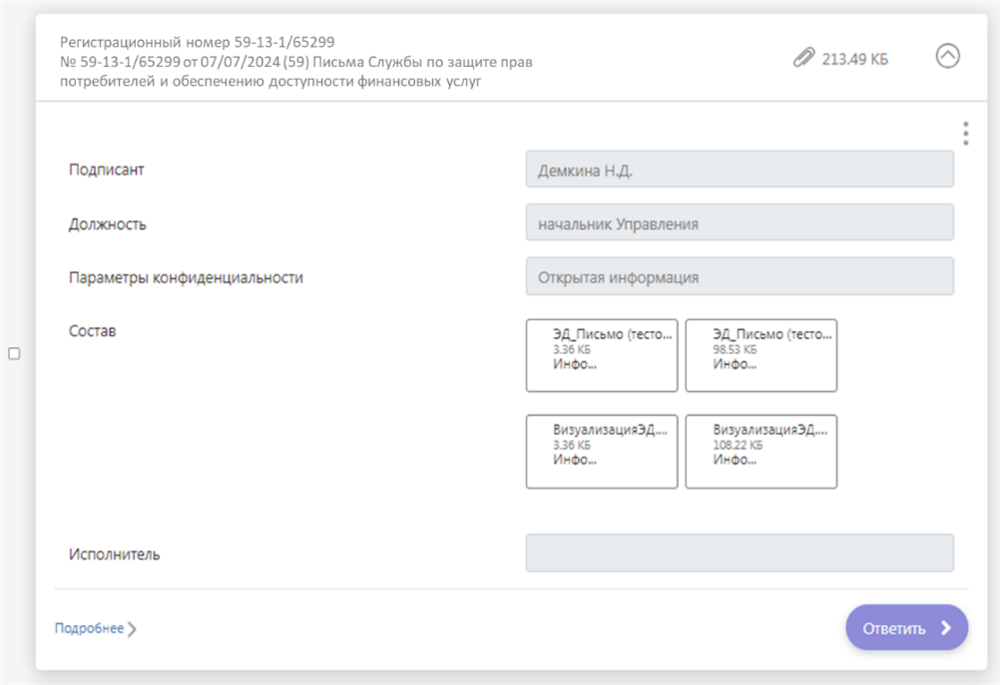 Регистрационный номер 59-13-1/65299
№ 59-13-1/65299 от 07/07/2024 (59) Письма Службы по защите прав
потребителей и обеспечению доступности финансовых услуг
213.49 КБ
Подписант
Демкина Н.Д.
Должность
начальник Управления
Параметры конфиденциальности
Открытая информация
Состав
ЭД_Письмо (тесто...
3.36 КБ
Инфо...
ЭД_Письмо (тесто...
98.53 КБ
Инфо...
ВизуализацияЭД....
3.36 КБ
Инфо...
ВизуализацияЭД....
108.22 КБ
Инфо...
Исполнитель
Подробнее
Ответить